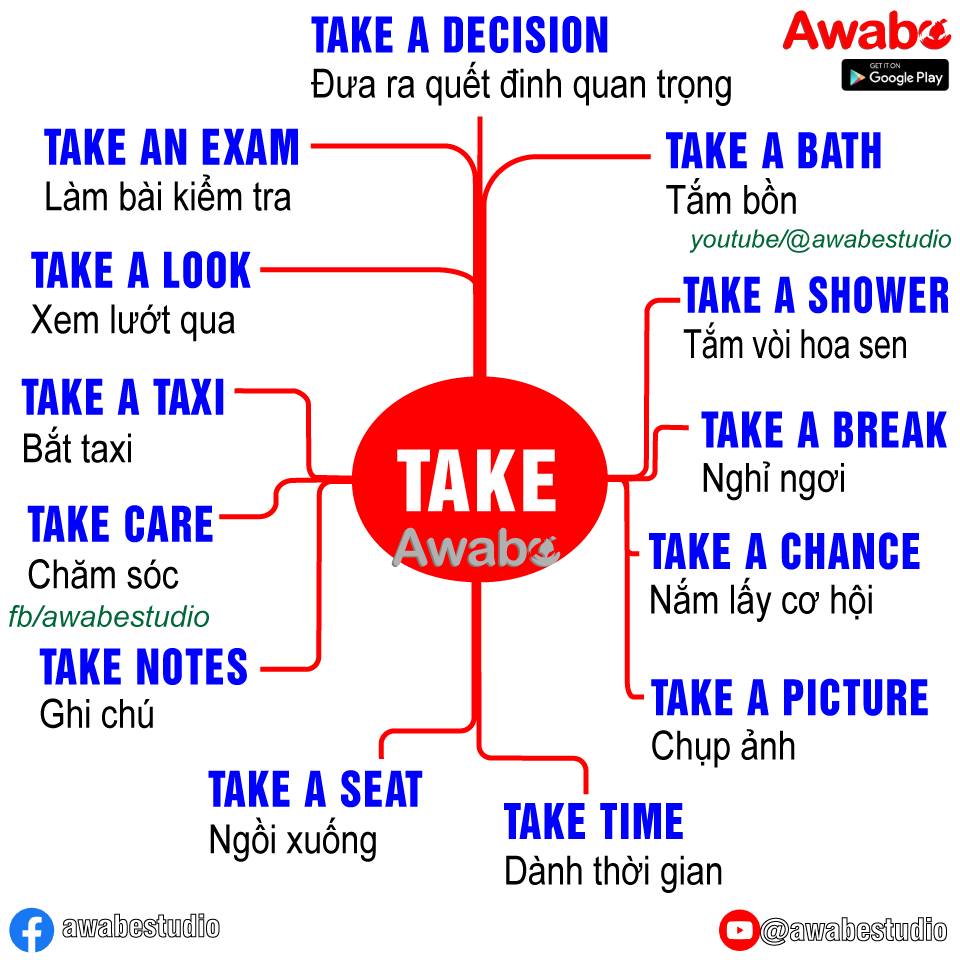 TAKE A DECISION
Đưa ra quết đinh quan trọng
Awabe
GET IT ON
Google Play
TAKE AN EXAM
Làm bài kiểm tra
TAKE A BATH
Tắm bồn
youtube/@awabestudio
TAKE A LOOK
Xem lướt qua
TAKE A SHOWER
Tắm vòi hoa sen
TAKE A TAXI
Bắt taxi
TAKE A BREAK
Nghỉ ngơi
TAKE
Awabe
TAKE CARE
Chăm sóc
fb/awabestudio
TAKE A CHANCE
Nắm lấy cơ hội
TAKE NOTES
Ghi chú
TAKE A PICTURE
Chụp ảnh
TAKE A SEAT
Ngồi xuống
TAKE TIME
Dành thời gian
awabestudio
@awabestudio